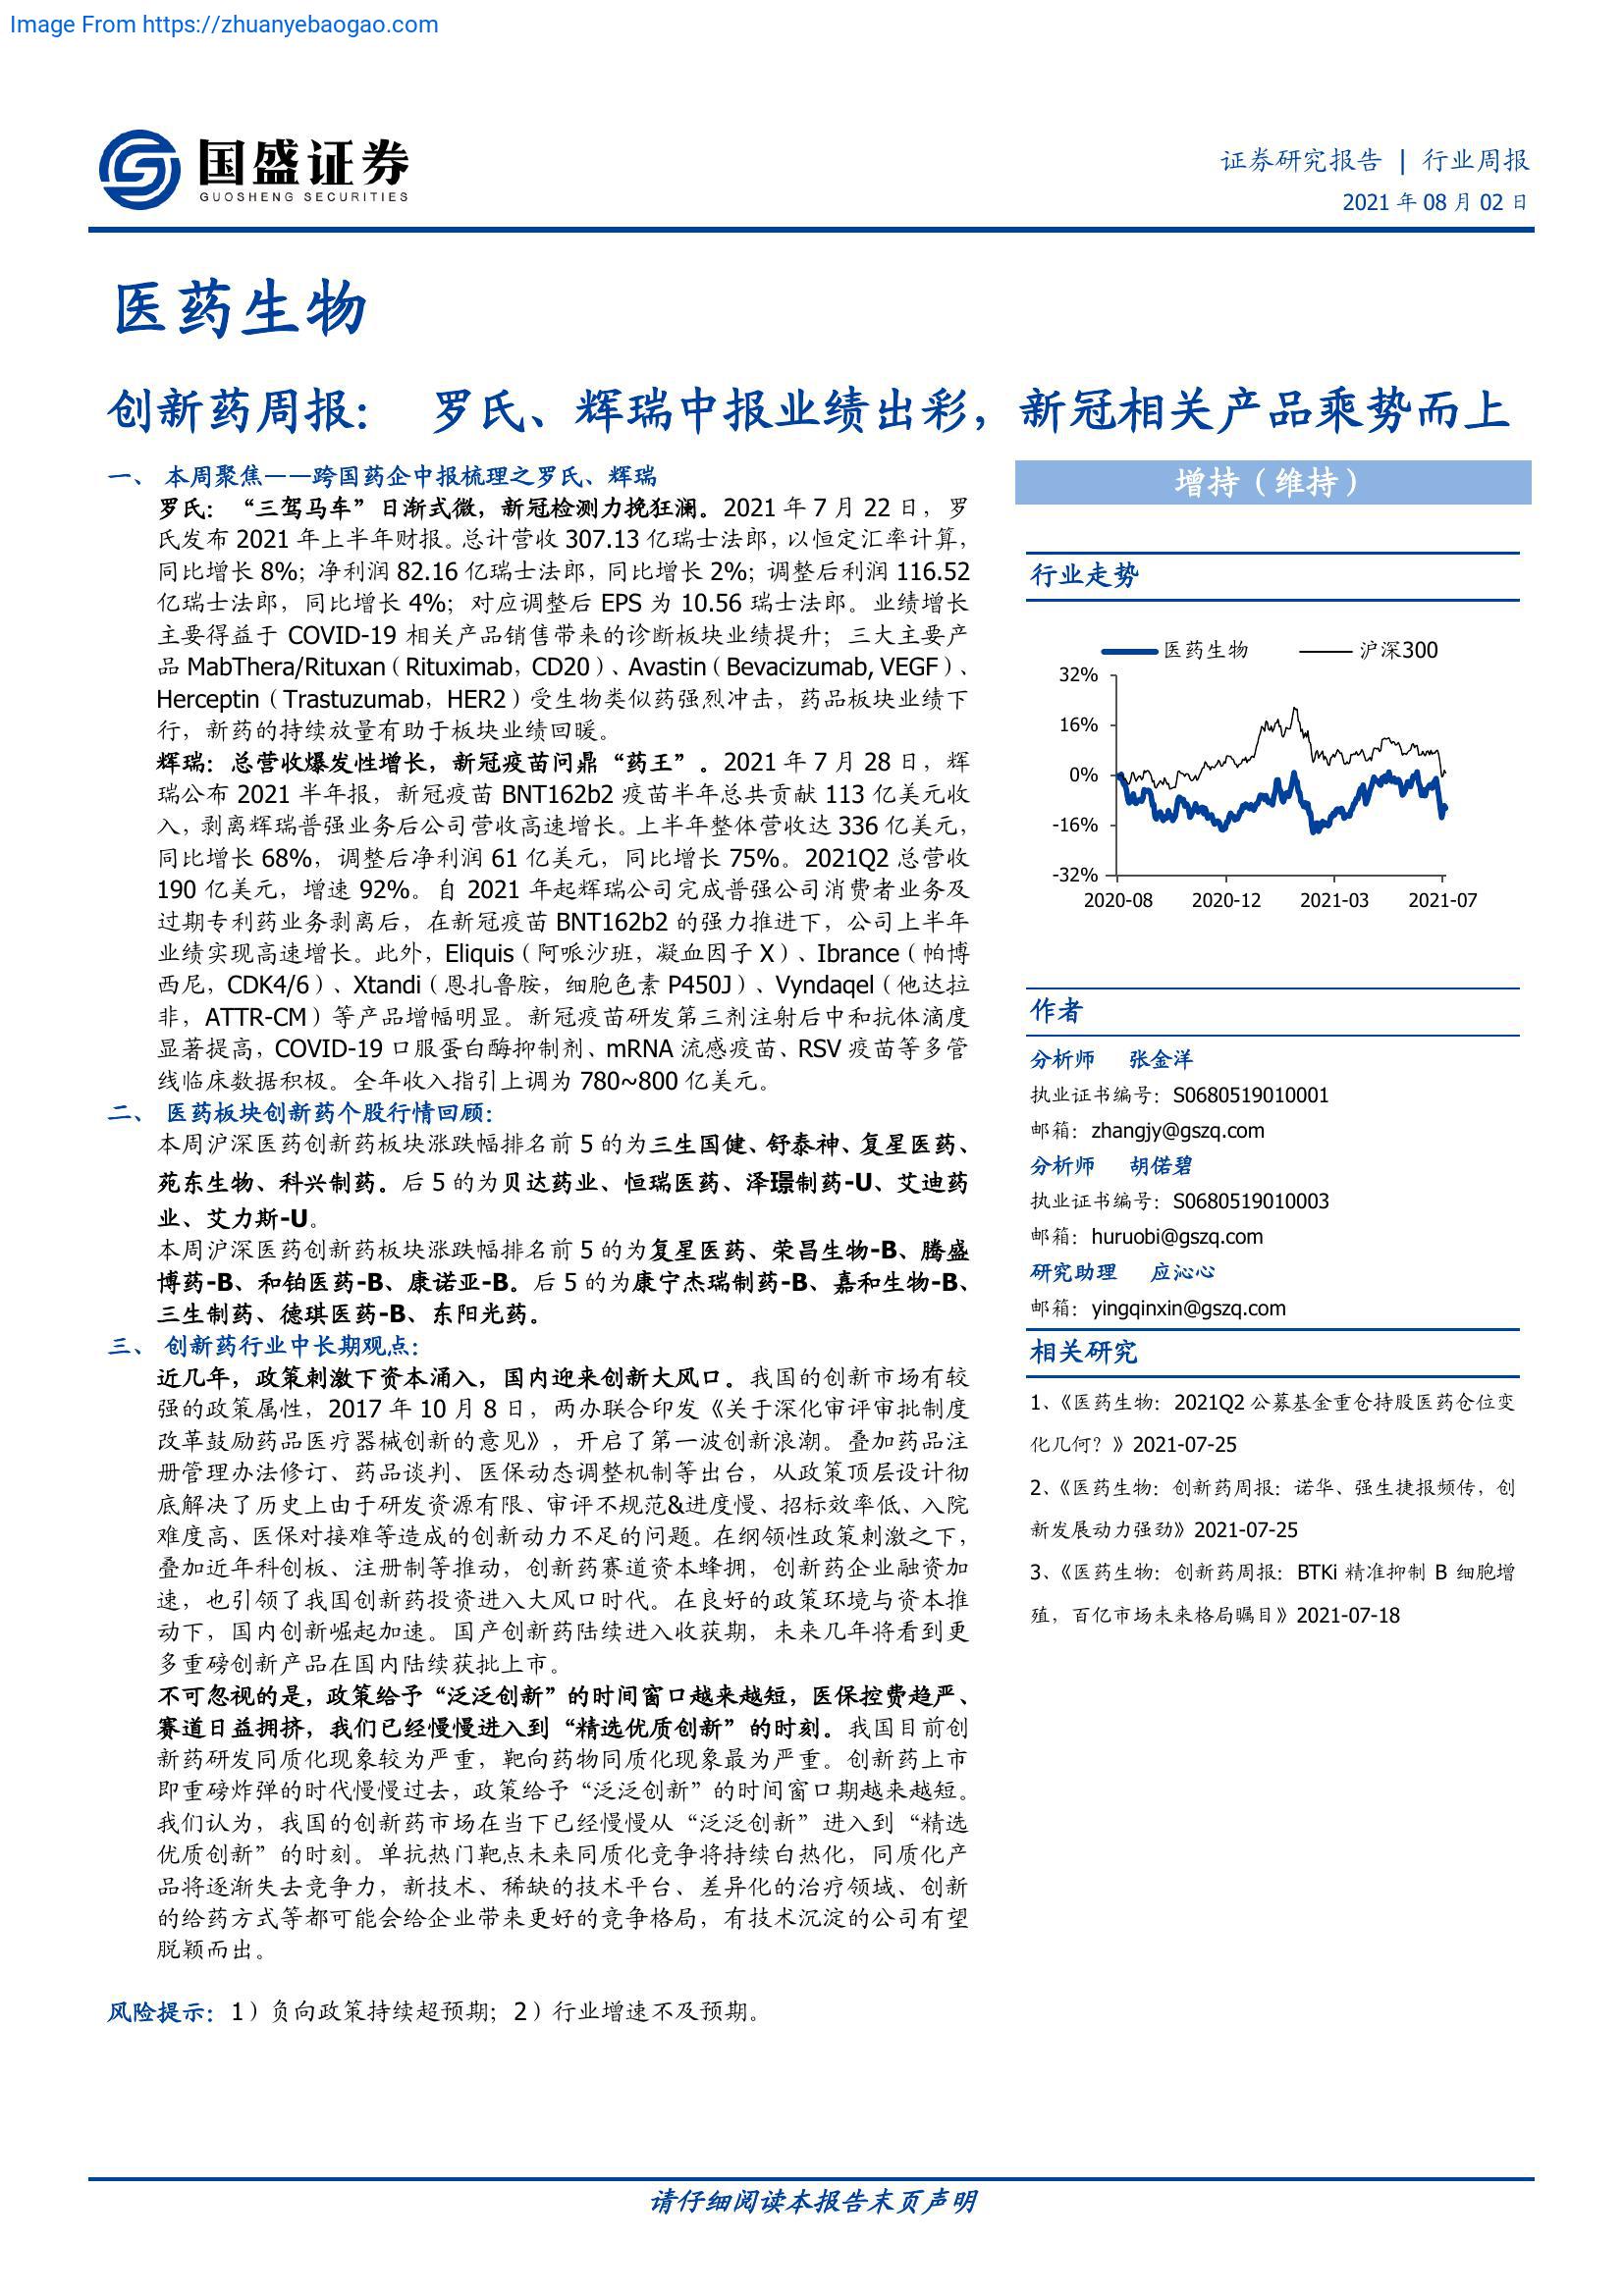 Image From https://zhuanyebaogao.com
国盛证券
GUOSHENG SECURITIES
证券研究报告 | 行业周报
2021 年 08 月 02 日
医药生物
创新药周报： 罗氏、辉瑞中报业绩出彩，新冠相关产品乘势而上
一、 本周聚焦——跨国药企中报梳理之罗氏、辉瑞
罗氏：“三驾马车”日渐式微，新冠检测力挽狂澜。2021 年 7 月 22 日，罗
氏发布 2021 年上半年财报。总计营收 307.13 亿瑞士法郎，以恒定汇率计算，
同比增长 8%；净利润 82.16 亿瑞士法郎，同比增长 2%；调整后利润 116.52
亿瑞士法郎，同比增长 4%；对应调整后 EPS 为 10.56 瑞士法郎。业绩增长
主要得益于 COVID-19 相关产品销售带来的诊断板块业绩提升；三大主要产
品 MabThera/Rituxan（Rituximab，CD20）、Avastin（Bevacizumab, VEGF）、
Herceptin（Trastuzumab，HER2）受生物类似药强烈冲击，药品板块业绩下
行，新药的持续放量有助于板块业绩回暖。
辉瑞：总营收爆发性增长，新冠疫苗问鼎“药王”。2021 年 7 月 28 日，辉
瑞公布 2021 半年报，新冠疫苗 BNT162b2 疫苗半年总共贡献 113 亿美元收
入，剥离辉瑞普强业务后公司营收高速增长。上半年整体营收达 336 亿美元，
同比增长 68%，调整后净利润 61 亿美元，同比增长 75%。2021Q2 总营收
190 亿美元，增速 92%。自 2021 年起辉瑞公司完成普强公司消费者业务及
过期专利药业务剥离后，在新冠疫苗 BNT162b2 的强力推进下，公司上半年
业绩实现高速增长。此外，Eliquis（阿哌沙班，凝血因子 X）、Ibrance（帕博
西尼，CDK4/6）、Xtandi（恩扎鲁胺，细胞色素 P450J）、Vyndaqel（他达拉
非，ATTR-CM）等产品增幅明显。新冠疫苗研发第三剂注射后中和抗体滴度
显著提高，COVID-19 口服蛋白酶抑制剂、mRNA 流感疫苗、RSV 疫苗等多管
线临床数据积极。全年收入指引上调为 780~800 亿美元。
二、 医药板块创新药个股行情回顾：
本周沪深医药创新药板块涨跌幅排名前 5 的为三生国健、舒泰神、复星医药、
苑东生物、科兴制药。后 5 的为贝达药业、恒瑞医药、泽璟制药-U、艾迪药
业、艾力斯-U。
本周沪深医药创新药板块涨跌幅排名前 5 的为复星医药、荣昌生物-B、腾盛
博药-B、和铂医药-B、康诺亚-B。后 5 的为康宁杰瑞制药-B、嘉和生物-B、
三生制药、德琪医药-B、东阳光药。
三、 创新药行业中长期观点：
近几年，政策刺激下资本涌入，国内迎来创新大风口。我国的创新市场有较
强的政策属性，2017 年 10 月 8 日，两办联合印发《关于深化审评审批制度
改革鼓励药品医疗器械创新的意见》，开启了第一波创新浪潮。叠加药品注
册管理办法修订、药品谈判、医保动态调整机制等出台，从政策顶层设计彻
底解决了历史上由于研发资源有限、审评不规范&进度慢、招标效率低、入院
难度高、医保对接难等造成的创新动力不足的问题。在纲领性政策刺激之下，
叠加近年科创板、注册制等推动，创新药赛道资本蜂拥，创新药企业融资加
速，也引领了我国创新药投资进入大风口时代。在良好的政策环境与资本推
动下，国内创新崛起加速。国产创新药陆续进入收获期，未来几年将看到更
多重磅创新产品在国内陆续获批上市。
不可忽视的是，政策给予“泛泛创新”的时间窗口越来越短，医保控费趋严、
赛道日益拥挤，我们已经慢慢进入到“精选优质创新”的时刻。我国目前创
新药研发同质化现象较为严重，靶向药物同质化现象最为严重。创新药上市
即重磅炸弹的时代慢慢过去，政策给予“泛泛创新”的时间窗口期越来越短。
我们认为，我国的创新药市场在当下已经慢慢从“泛泛创新”进入到“精选
优质创新”的时刻。单抗热门靶点未来同质化竞争将持续白热化，同质化产
品将逐渐失去竞争力，新技术、稀缺的技术平台、差异化的治疗领域、创新
的给药方式等都可能会给企业带来更好的竞争格局，有技术沉淀的公司有望
脱颖而出。
风险提示：1）负向政策持续超预期；2）行业增速不及预期。
增持（维持）
行业走势
医药生物 沪深300
32%
16%
0%
-16%
-32%
2020-08 2020-12 2021-03 2021-07
作者
分析师 张金洋
执业证书编号：S0680519010001
邮箱：zhangjy@gszq.com
分析师 胡偌碧
执业证书编号：S0680519010003
邮箱：huruobi@gszq.com
研究助理 应沁心
邮箱：yingqinxin@gszq.com
相关研究
1、《医药生物：2021Q2 公募基金重仓持股医药仓位变
化几何？》2021-07-25
2、《医药生物：创新药周报：诺华、强生捷报频传，创
新发展动力强劲》2021-07-25
3、《医药生物：创新药周报：BTKi 精准抑制 B 细胞增
殖，百亿市场未来格局瞩目》2021-07-18
请仔细阅读本报告末页声明